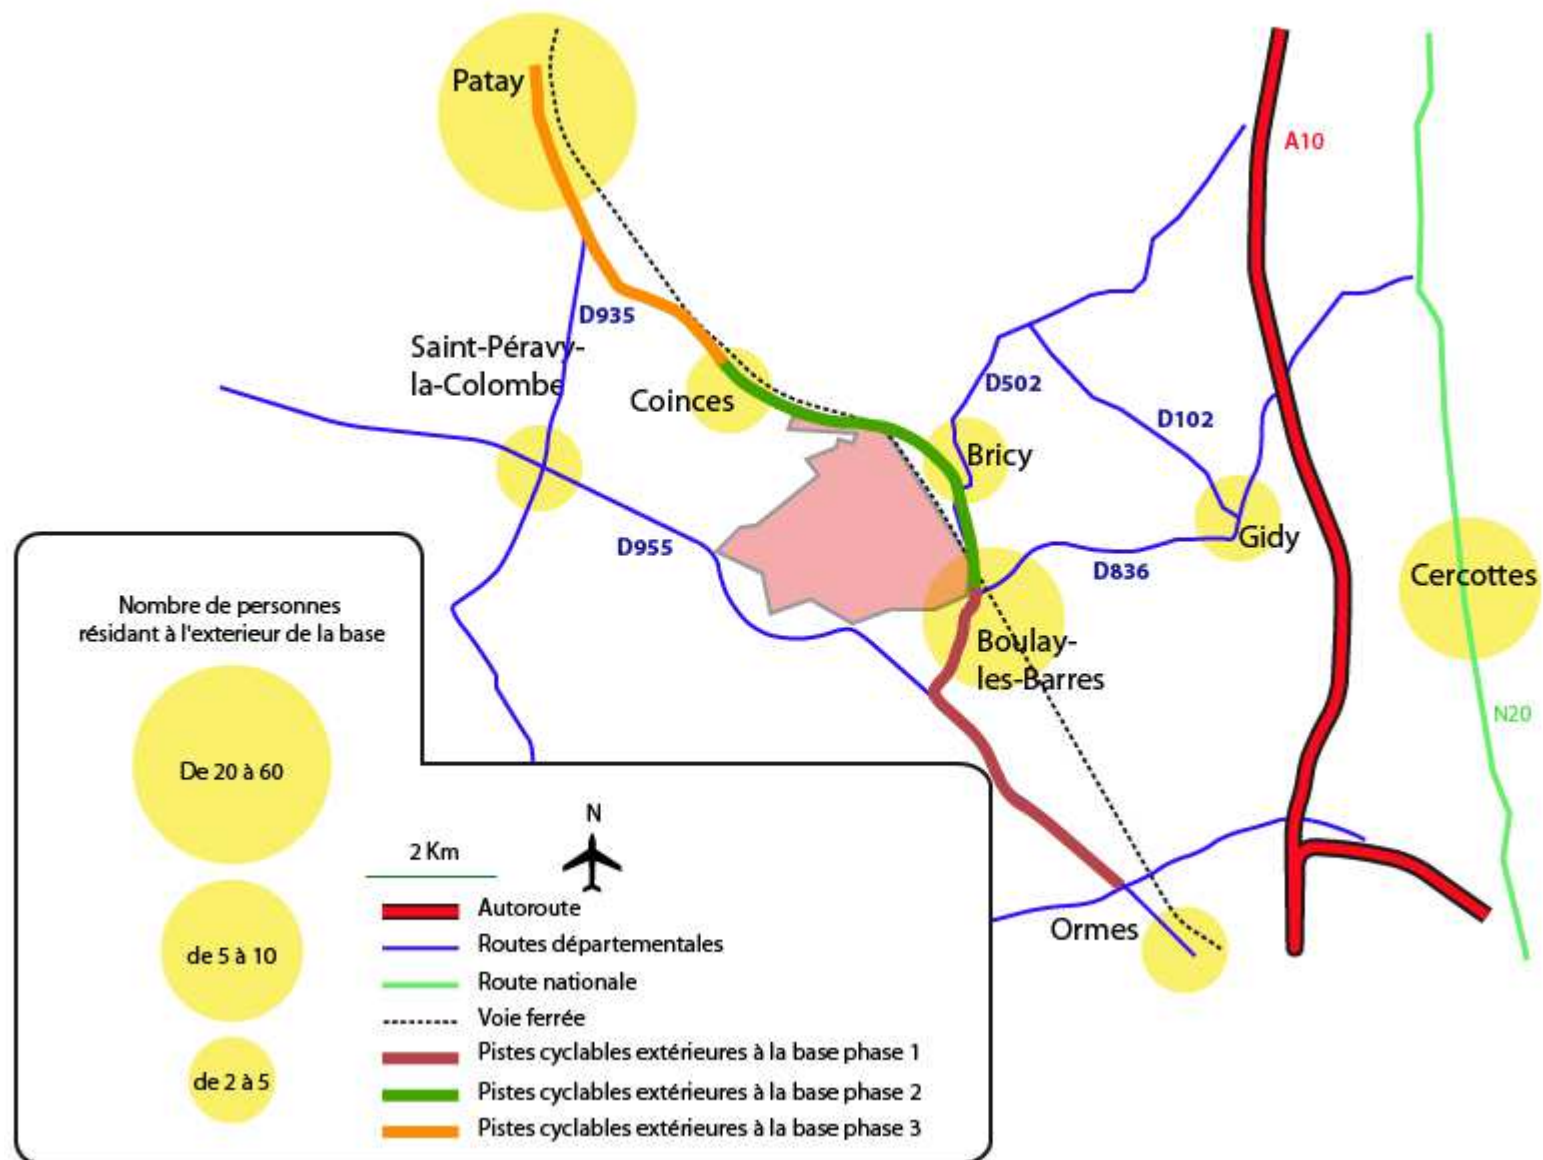 Patay
A10
D935
Saint-Péravy-
la-Colombe
Coinces
D502
D102
Bricy
Gidy
D955
D836
Cercottes
Boulay-
les-Barres
N20
Ormes
Nombre de personnes
résidant à l'exterieur de la base
De 20 à 60
de 5 à 10
de 2 à 5
N
2 Km
Autoroute
Routes départementales
Route nationale
Voie ferrée
Pistes cyclables extérieures à la base phase 1
Pistes cyclables extérieures à la base phase 2
Pistes cyclables extérieures à la base phase 3